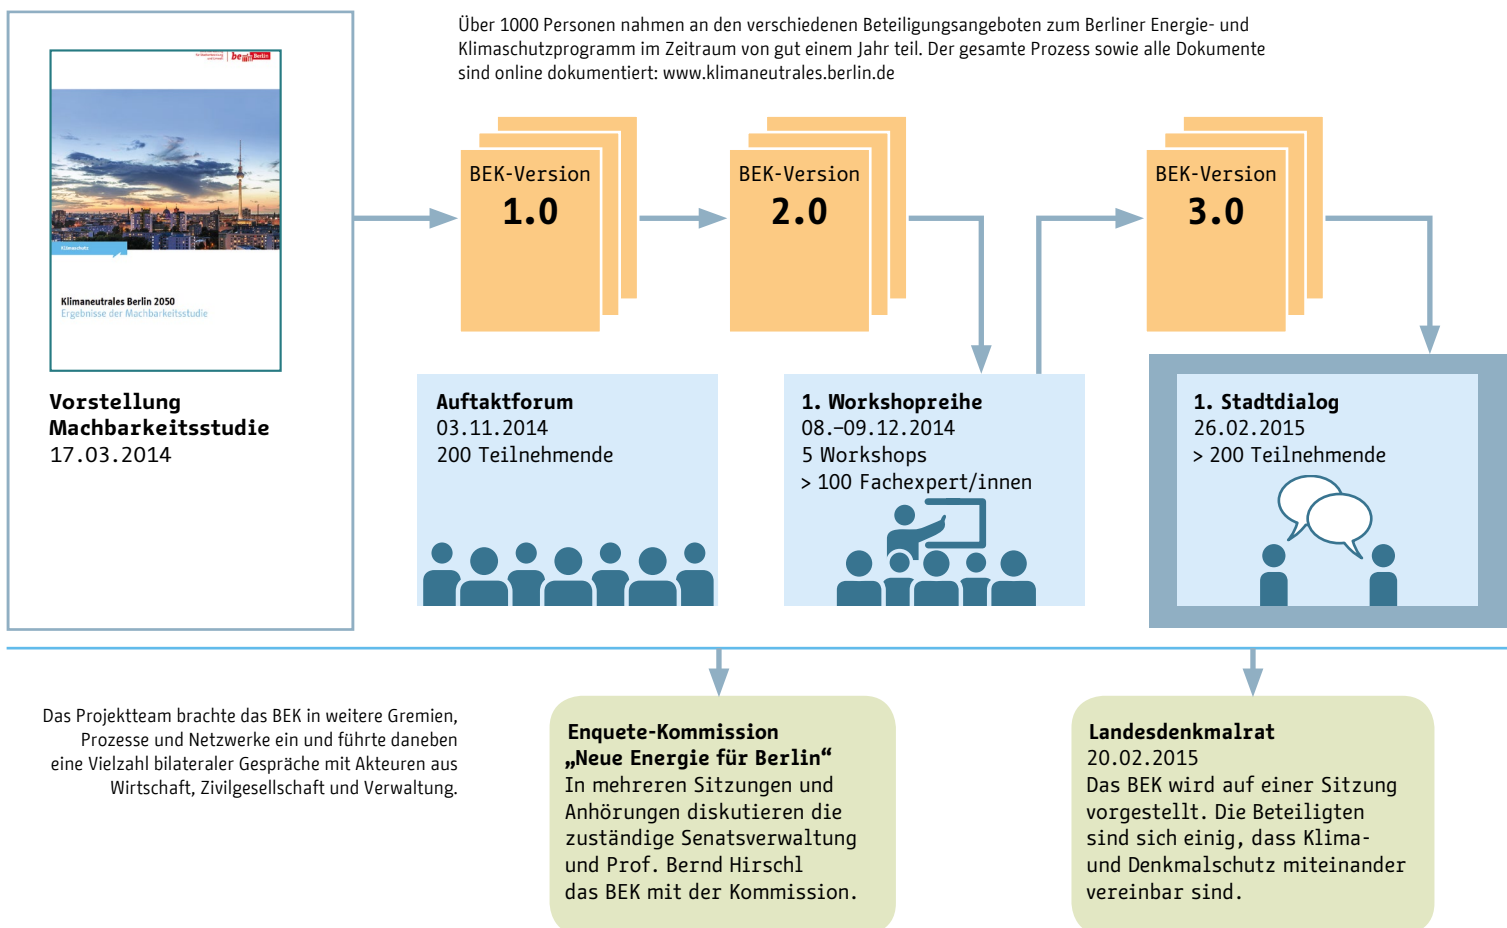 Über 1000 Personen nahmen an den verschiedenen Beteiligungsangeboten zum Berliner Energie- und
Klimaschutzprogramm im Zeitraum von gut einem Jahr teil. Der gesamte Prozess sowie alle Dokumente
sind online dokumentiert: www.klimaneutrales.berlin.de
be Berlin
Klimaschutz
Klimaneutrales Berlin 2050
Ergebnisse der Machbarkeitsstudie
Vorstellung
Machbarkeitsstudie
17.03.2014
BEK-Version
1.0
BEK-Version
2.0
BEK-Version
3.0
Auftaktforum
03.11.2014
200 Teilnehmende
1. Workshopreihe
08.–09.12.2014
5 Workshops
> 100 Fachexpert/innen
1. Stadtdialog
26.02.2015
> 200 Teilnehmende
Das Projektteam brachte das BEK in weitere Gremien,
Prozesse und Netzwerke ein und führte daneben
eine Vielzahl bilateraler Gespräche mit Akteuren aus
Wirtschaft, Zivilgesellschaft und Verwaltung.
Enquete-Kommission
„Neue Energie für Berlin“
In mehreren Sitzungen und
Anhörungen diskutieren die
zuständige Senatsverwaltung
und Prof. Bernd Hirschl
das BEK mit der Kommission.
Landesdenkmalrat
20.02.2015
Das BEK wird auf einer Sitzung
vorgestellt. Die Beteiligten
sind sich einig, dass Klima-
und Denkmalschutz miteinander
vereinbar sind.